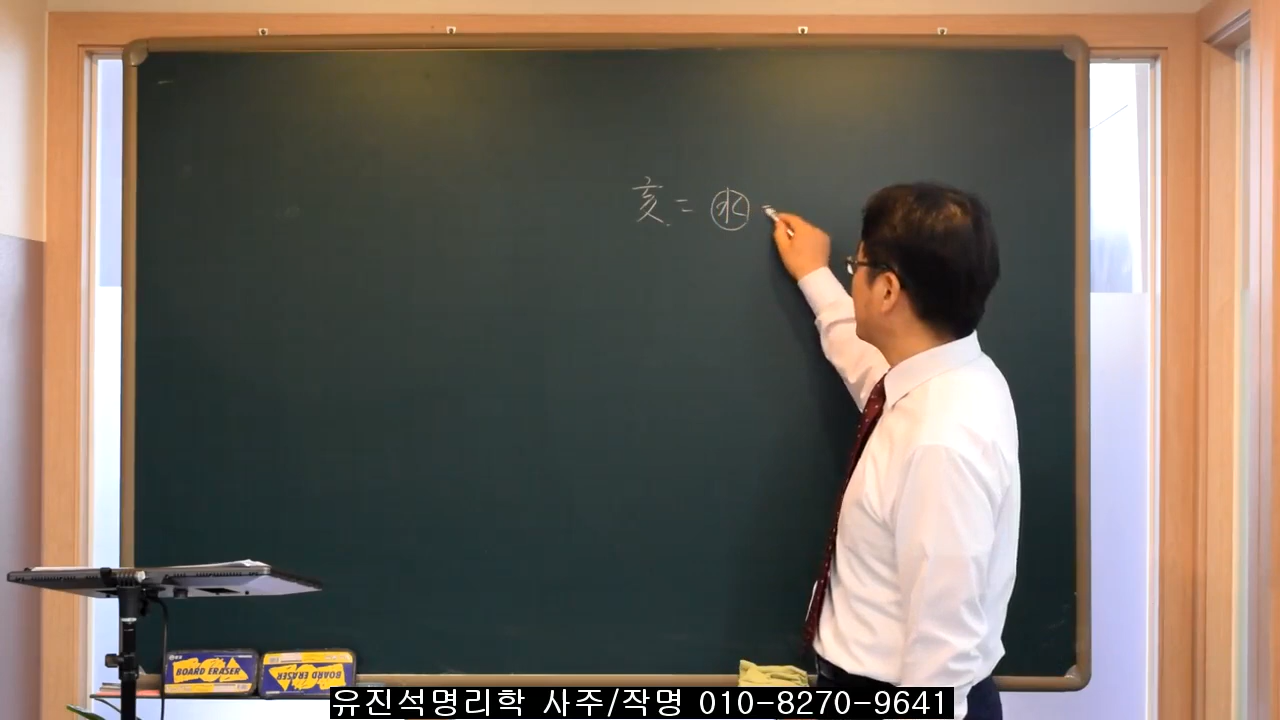 亥 = 水 =
BOARD ERASER
BOARD ERASER
유진석명리학 사주/작명 010-8270-9641